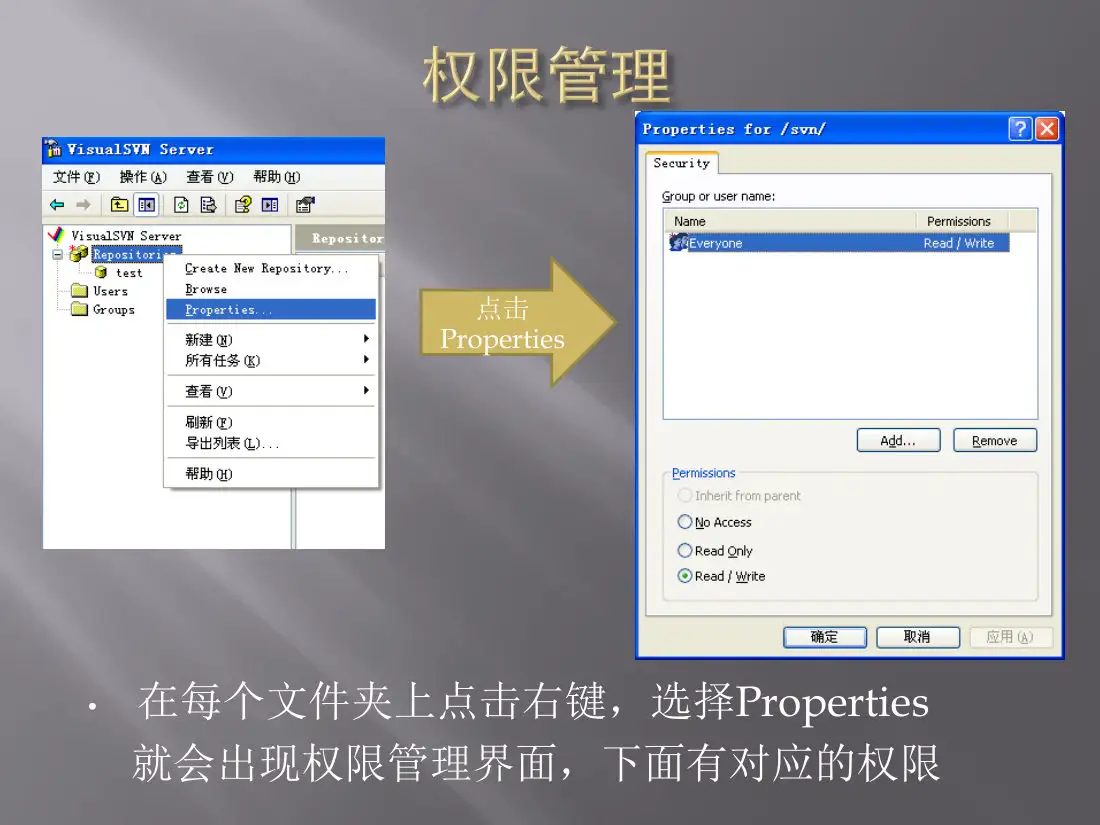 权限管理
VisualSVN Server
文件(F) 操作(A) 查看(V) 帮助(H)
VisualSVN Server
Repositor
Repositories
test
Users
Groups
Create New Repository...
Browse
Properties...
新建(N)
所有任务(K)
查看(V)
刷新(F)
导出列表(L)...
帮助(H)
点击
Properties
Properties for /svn/
Security
Group or user name:
Name Permissions
Everyone Read / Write
Add... Remove
Permissions
Inherit from parent
No Access
Read Only
Read / Write
确定 取消 应用(A)
• 在每个文件夹上点击右键，选择Properties
就会出现权限管理界面，下面有对应的权限